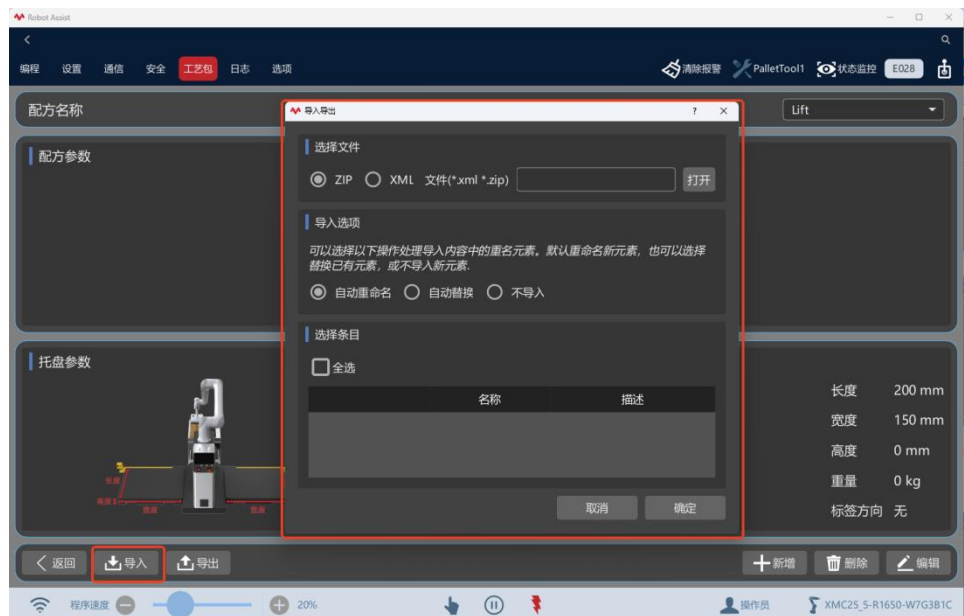 Robot Assist
编程 设置 通信 安全 工艺包 日志 选项 清除报警 PalletTool1 状态监控 E028
配方名称 Lift
导入导出 ?
配方参数
选择文件
ZIP XML 文件(*.xml *.zip) 打开
导入选项
可以选择以下操作处理导入内容中的重名元素。默认重命名新元素，也可以选择
替换已有元素，或不导入新元素.
自动重命名 自动替换 不导入
选择条目
全选
名称 描述
取消 确定
托盘参数
长度 200 mm
宽度 150 mm
高度 0 mm
重量 0 kg
标签方向 无
长度
宽度 宽度
返回 导入 导出 新增 删除 编辑
程序速度 20% 操作员 XMC25_5-R1650-W7G3B1C